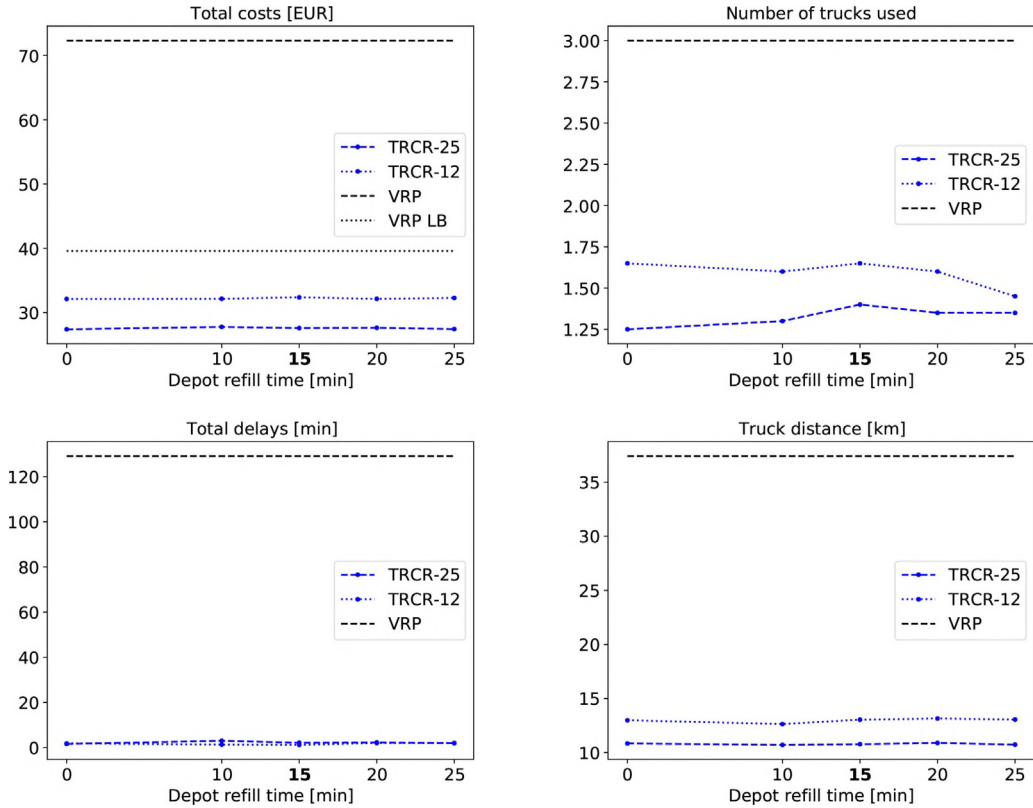 Total costs [EUR]
70
60
50
40
30
TRCR-25
TRCR-12
VRP
VRP LB
0 10 15 20 25
Depot refill time [min]
Number of trucks used
3.00
2.75
2.50
2.25
2.00
1.75
1.50
1.25
TRCR-25
TRCR-12
VRP
0 10 15 20 25
Depot refill time [min]
Total delays [min]
120
100
80
60
40
20
0
TRCR-25
TRCR-12
VRP
0 10 15 20 25
Depot refill time [min]
Truck distance [km]
35
30
25
20
15
10
TRCR-25
TRCR-12
VRP
0 10 15 20 25
Depot refill time [min]